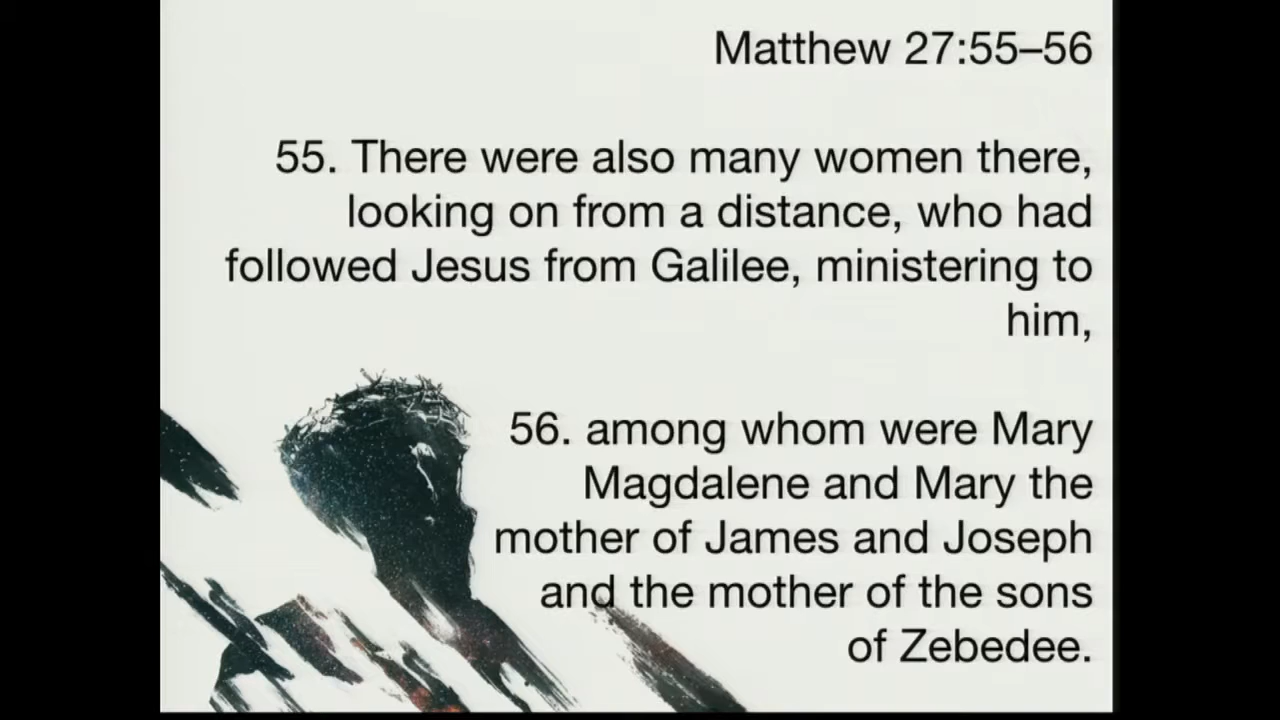 Matthew 27:55–56
55. There were also many women there,
looking on from a distance, who had
followed Jesus from Galilee, ministering to
him,
56. among whom were Mary
Magdalene and Mary the
mother of James and Joseph
and the mother of the sons
of Zebedee.